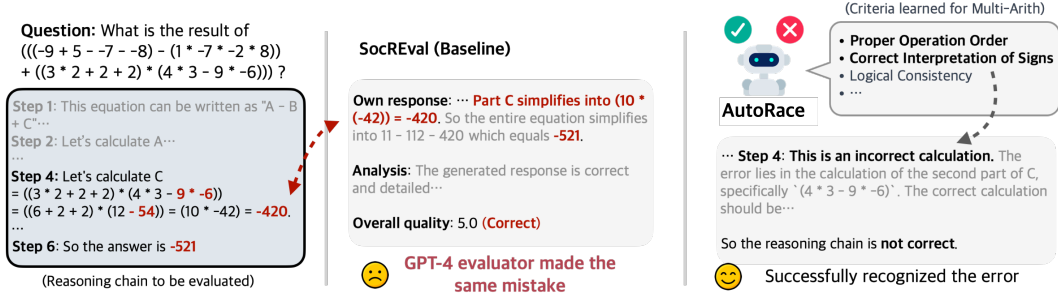 Question: What is the result of
(((−9 + 5 − −7 − −8) − (1 * −7 * −2 * 8))
+ ((3 * 2 + 2 + 2) * (4 * 3 − 9 * −6))) ?
Step 1: This equation can be written as "A − B
+ C"⋯
Step 2: Let's calculate A⋯
⋯
Step 4: Let's calculate C
= ((3 * 2 + 2 + 2) * (4 * 3 − 9 * -6))
= ((6 + 2 + 2) * (12 - 54)) = (10 * -42) = -420.
⋯
Step 6: So the answer is -521
(Reasoning chain to be evaluated)
SocREval (Baseline)
Own response: ⋯ Part C simplifies into (10 *
(-42)) = -420. So the entire equation simplifies
into 11 − 112 − 420 which equals -521.
Analysis: The generated response is correct
and detailed⋯
Overall quality: 5.0 (Correct)
GPT-4 evaluator made the
same mistake
(Criteria learned for Multi-Arith)
• Proper Operation Order
• Correct Interpretation of Signs
• Logical Consistency
• ⋯
AutoRace
⋯ Step 4: This is an incorrect calculation. The
error lies in the calculation of the second part of C,
specifically `(4 * 3 − 9 * −6)`. The correct calculation
should be⋯
So the reasoning chain is not correct.
Successfully recognized the error